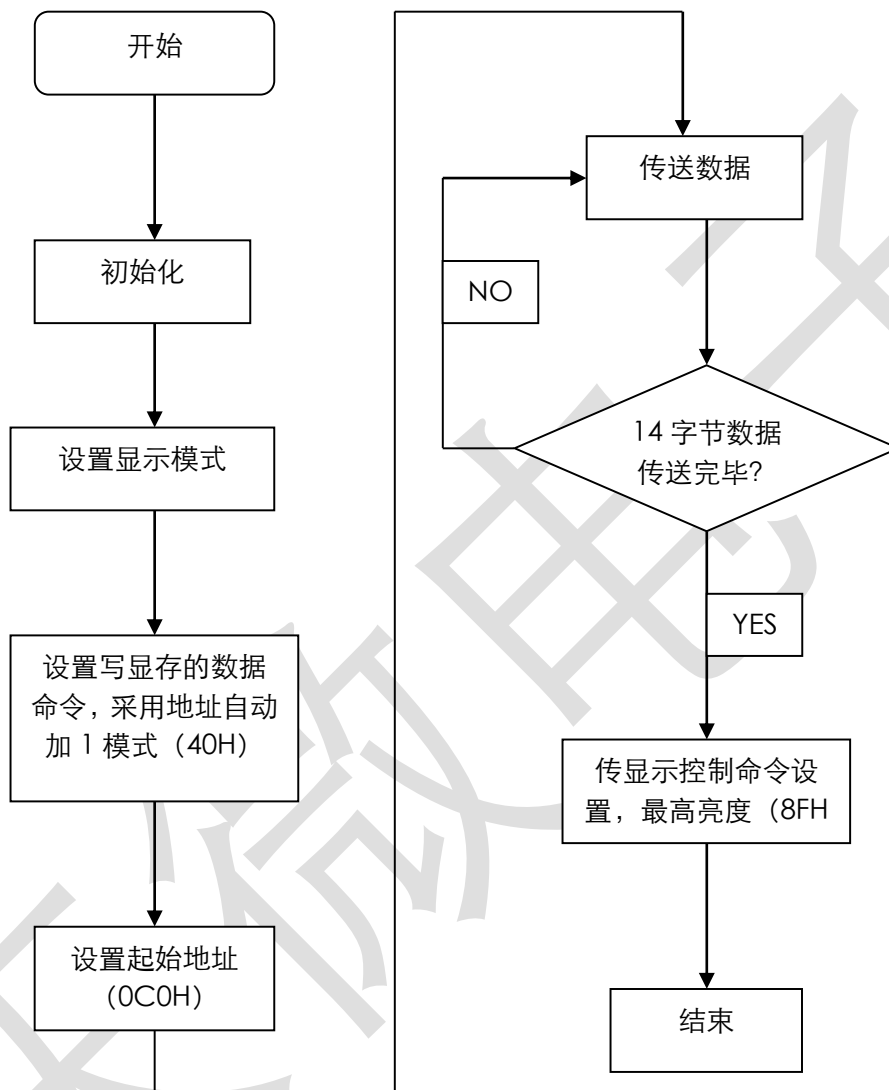 开始
初始化
设置显示模式
设置写显存的数据
命令，采用地址自动
加 1 模式（40H）
设置起始地址
（0C0H）
传送数据
NO
14 字节数据
传送完毕？
YES
传显示控制命令设
置，最高亮度（8FH
结束
微电子